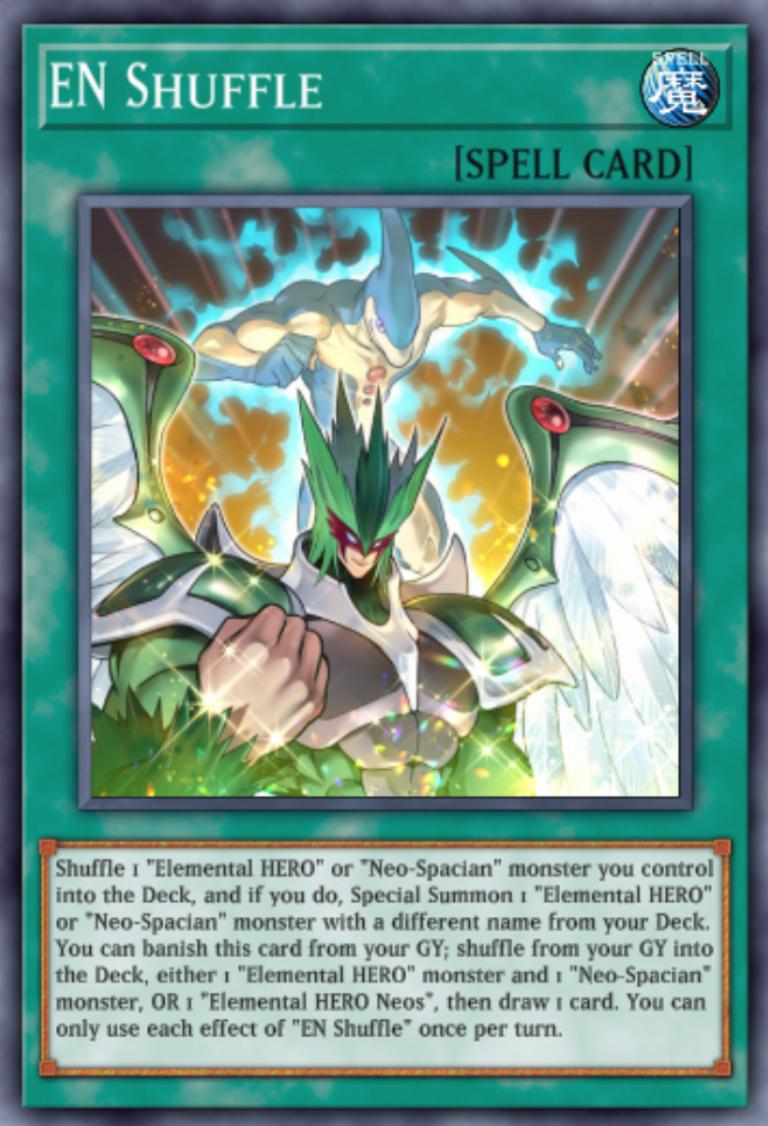 EN SHUFFLE
SPELL
魔
[SPELL CARD]
Shuffle 1 "Elemental HERO" or "Neo-Spacian" monster you control
into the Deck, and if you do, Special Summon 1 "Elemental HERO"
or "Neo-Spacian" monster with a different name from your Deck.
You can banish this card from your GY; shuffle from your GY into
the Deck, either 1 "Elemental HERO" monster and 1 "Neo-Spacian"
monster, OR 1 "Elemental HERO Neos", then draw 1 card. You can
only use each effect of "EN Shuffle" once per turn.